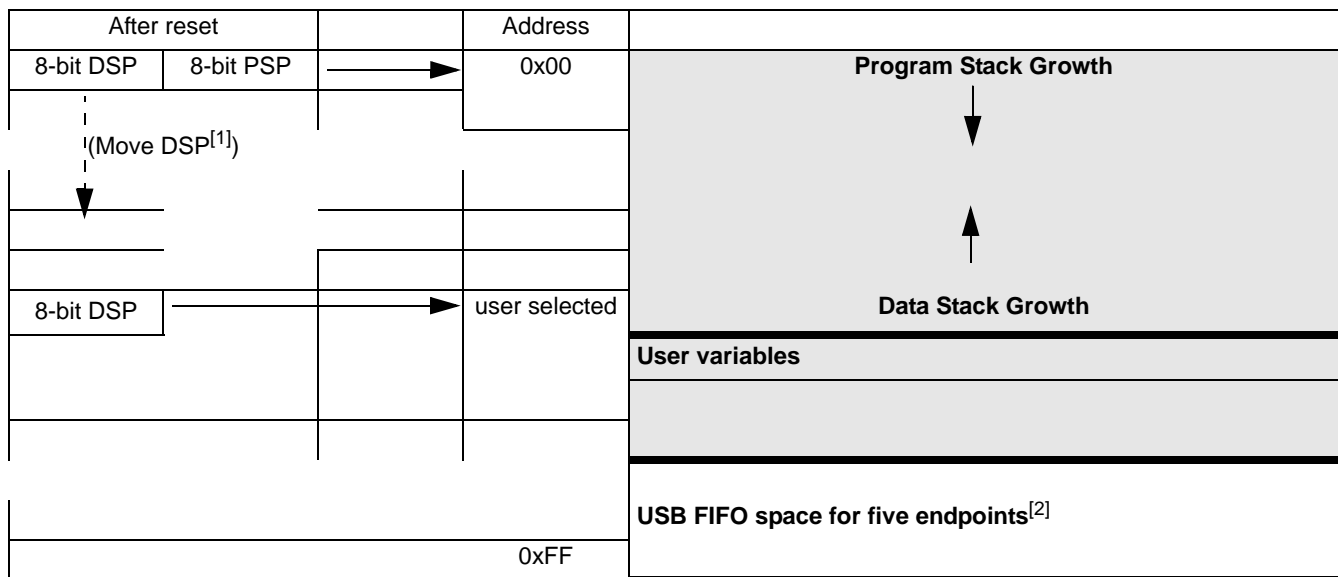 After reset Address
8-bit DSP 8-bit PSP 0x00 Program Stack Growth
(Move DSP[1])
8-bit DSP user selected Data Stack Growth
User variables
USB FIFO space for five endpoints[2]
0xFF